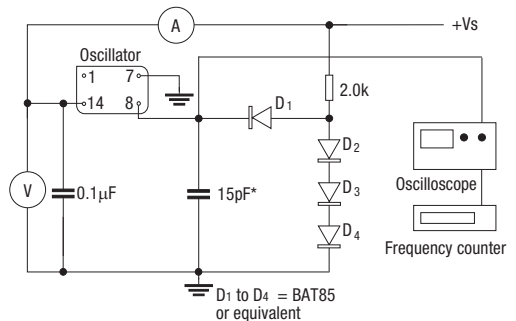 A
+Vs
Oscillator
1 7
14 8
2.0k
D1
D2
D3
D4
V
0.1µF
15pF*
Oscilloscope
Frequency counter
D1 to D4 = BAT85
or equivalent